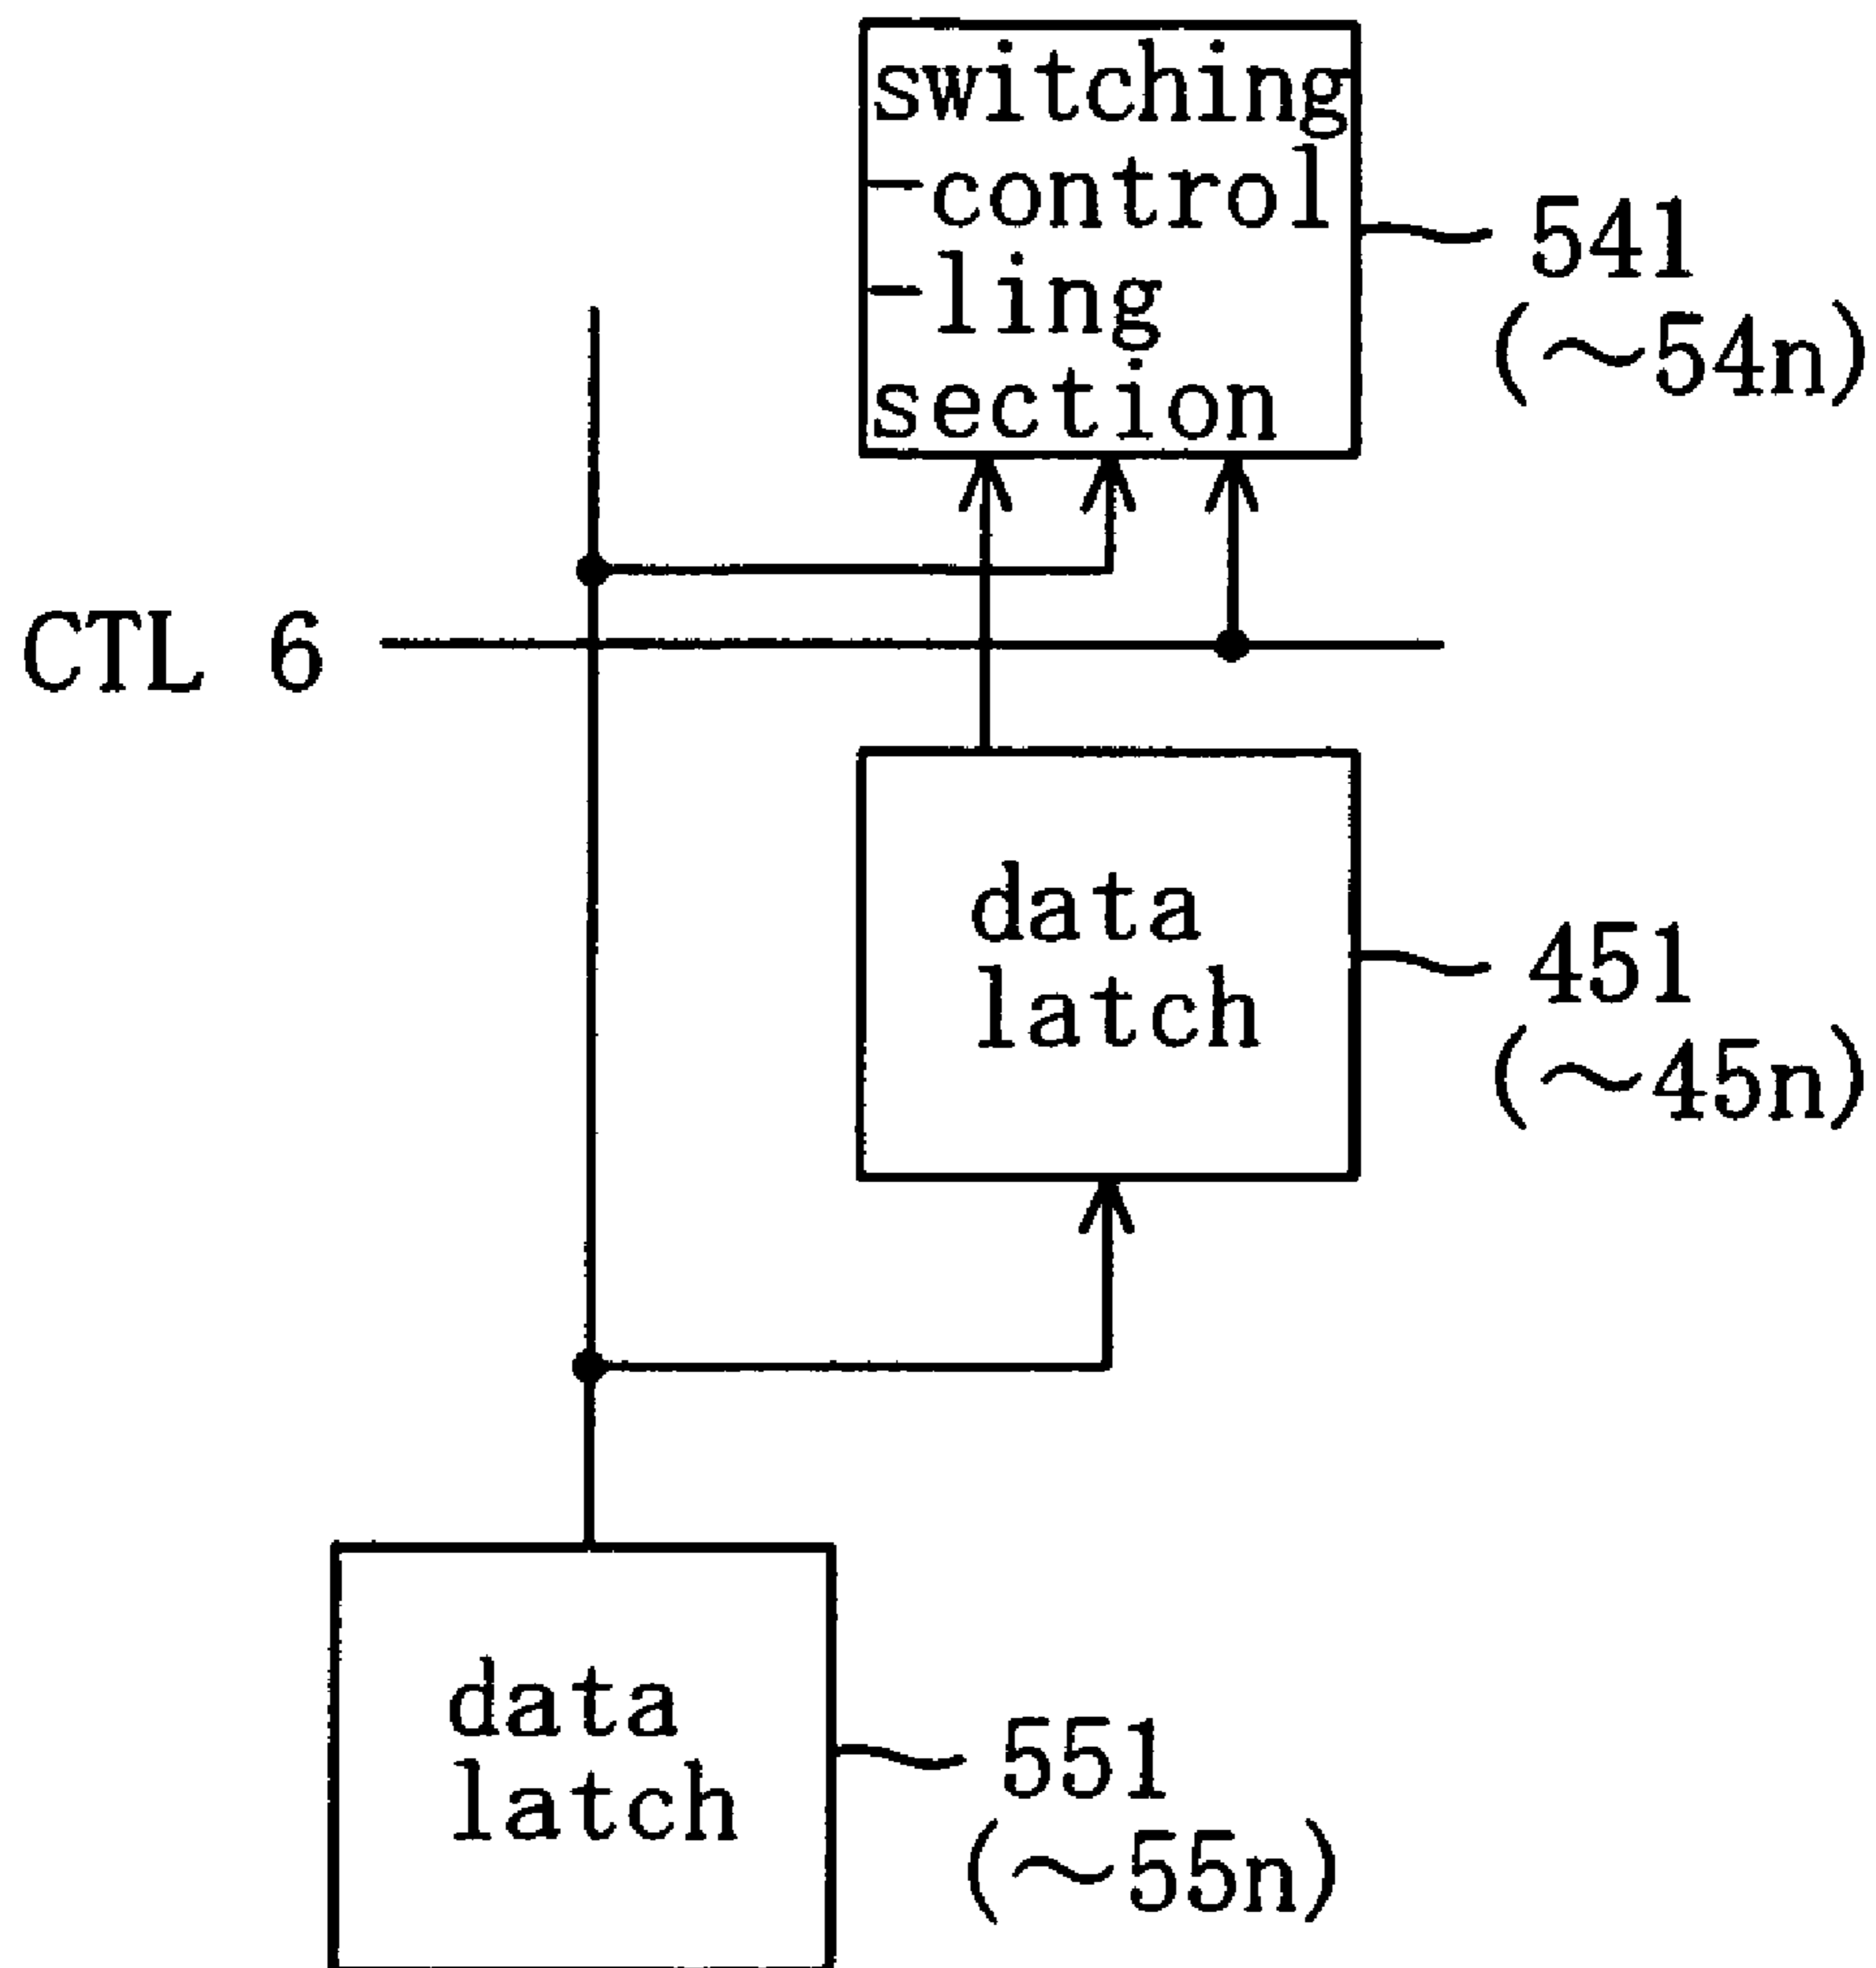 switching
-control
-ling
section
541
(～54n)
CTL 6
data
latch
451
(～45n)
data
latch
551
(～55n)